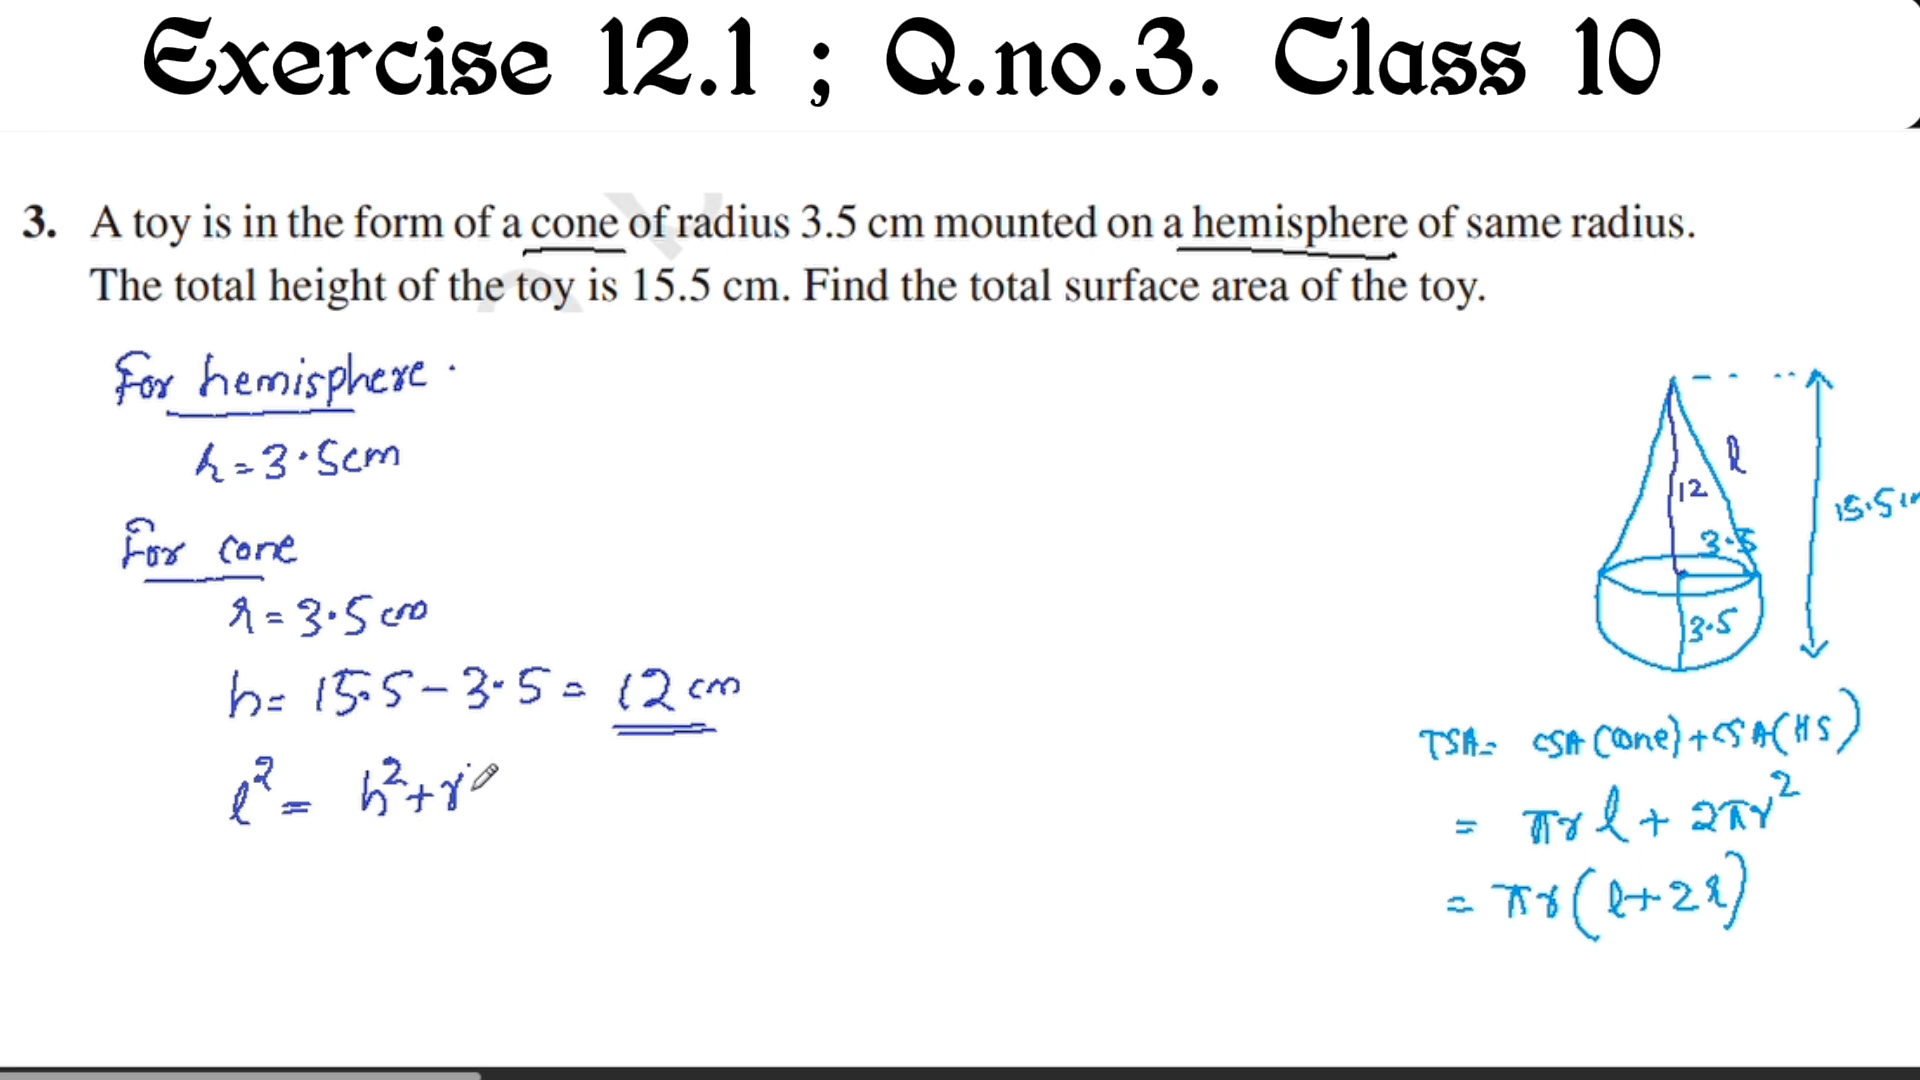 Exercise 12.1 ; Q.no.3. Class 10
3. A toy is in the form of a cone of radius 3.5 cm mounted on a hemisphere of same radius.
The total height of the toy is 15.5 cm. Find the total surface area of the toy.
For hemisphere.
r = 3.5cm
For cone
r = 3.5 cm
h = 15.5 - 3.5 = 12 cm
l² = h² + r
l
12
15.5
3.5
3.5
TSA = CSA (Cone) + CSA (HS)
= πrl + 2πr²
= πr(l+2r)